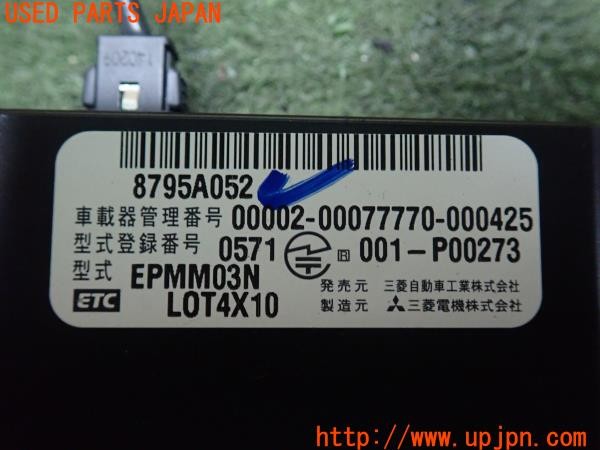 USED PARTS JAPAN
140209
8795A052
車載器管理番号 00002-00077770-000425
型式登録番号 0571 R 001-P00273
型式 EPMM03N
ETC LOT4X10
発売元 三菱自動車工業株式会社
製造元 三菱電機株式会社
www.upjpn.com